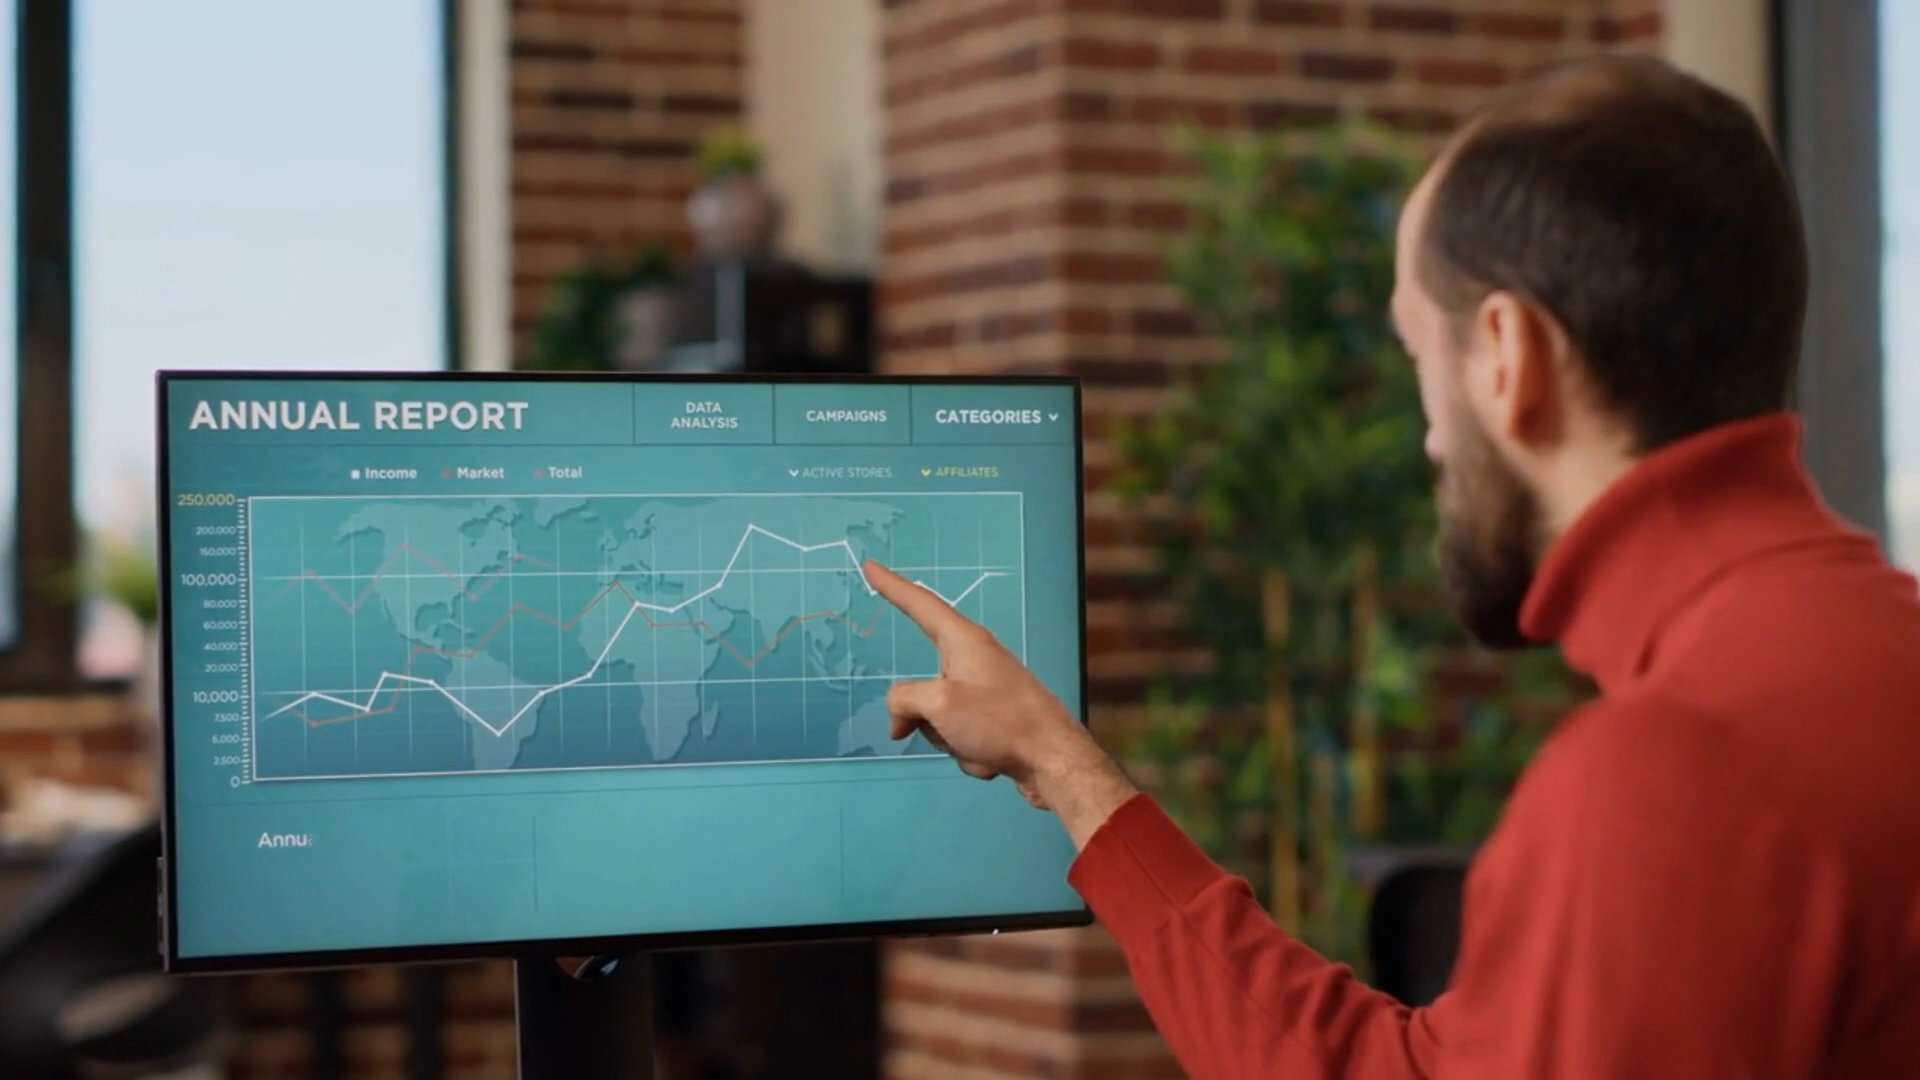 ANNUAL REPORT
DATA
ANALYSIS
CAMPAIGNS
CATEGORIES
Income
Market
Total
ACTIVE STORES
AFFILIATES
250,000
200,000
150,000
100,000
80,000
60,000
40,000
20,000
10,000
7,500
5,000
2,500
0
Annu